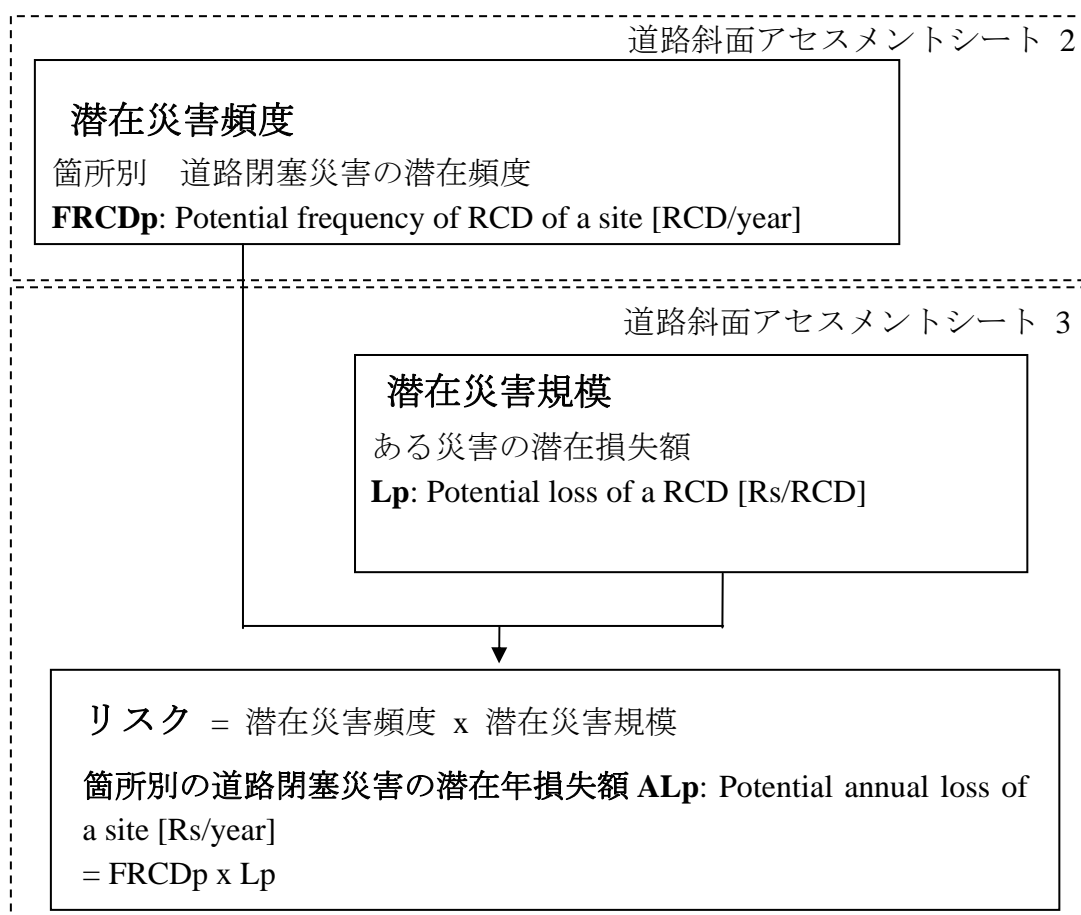 道路斜面アセスメントシート 2
潜在災害頻度
箇所別　道路閉塞災害の潜在頻度
FRCDp: Potential frequency of RCD of a site [RCD/year]
道路斜面アセスメントシート 3
潜在災害規模
ある災害の潜在損失額
Lp: Potential loss of a RCD [Rs/RCD]
リスク = 潜在災害頻度 x 潜在災害規模
箇所別の道路閉塞災害の潜在年損失額 ALp: Potential annual loss of
a site [Rs/year]
= FRCDp x Lp